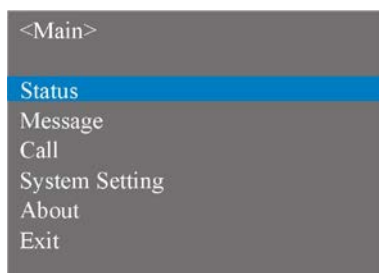 <Main>
Status
Message
Call
System Setting
About
Exit